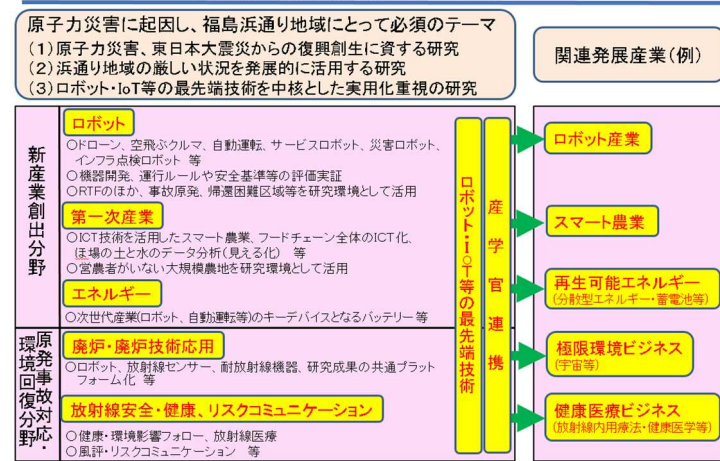 原子力災害に起因し、福島浜通り地域にとって必須のテーマ
(1)原子力災害、東日本大震災からの復興創生に資する研究
(2)浜通り地域の厳しい状況を発展的に活用する研究
(3)ロボット・IoT等の最先端技術を中核とした実用化重視の研究
関連発展産業(例)
新産業創出分野
ロボット
○ドローン、空飛ぶクルマ、自動運転、サービスロボット、災害ロボット、
インフラ点検ロボット 等
○機器開発、運行ルールや安全基準等の評価実証
○RTFのほか、事故原発、帰還困難区域等を研究環境として活用
第一次産業
○ICT技術を活用したスマート農業、フードチェーン全体のICT化、
ほ場の土と水のデータ分析(見える化) 等
○営農者がいない大規模農地を研究環境として活用
エネルギー
○次世代産業(ロボット、自動運転等)のキーデバイスとなるバッテリー 等
原発事故対応・
環境回復分野
廃炉・廃炉技術応用
○ロボット、放射線センサー、耐放射線機器、研究成果の共通プラット
フォーム化 等
放射線安全・健康、リスクコミュニケーション
○健康・環境影響フォロー、放射線医療
○風評・リスクコミュニケーション 等
ロボット・IoT等の最先端技術
産学官連携
ロボット産業
スマート農業
再生可能エネルギー
(分散型エネルギー・蓄電池等)
極限環境ビジネス
(宇宙等)
健康医療ビジネス
(放射線内用療法・健康医学等)